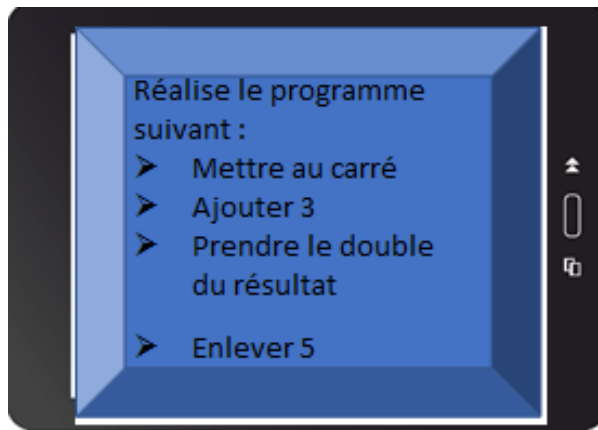 Réalise le programme
suivant :
➤ Mettre au carré
➤ Ajouter 3
➤ Prendre le double
du résultat
➤ Enlever 5